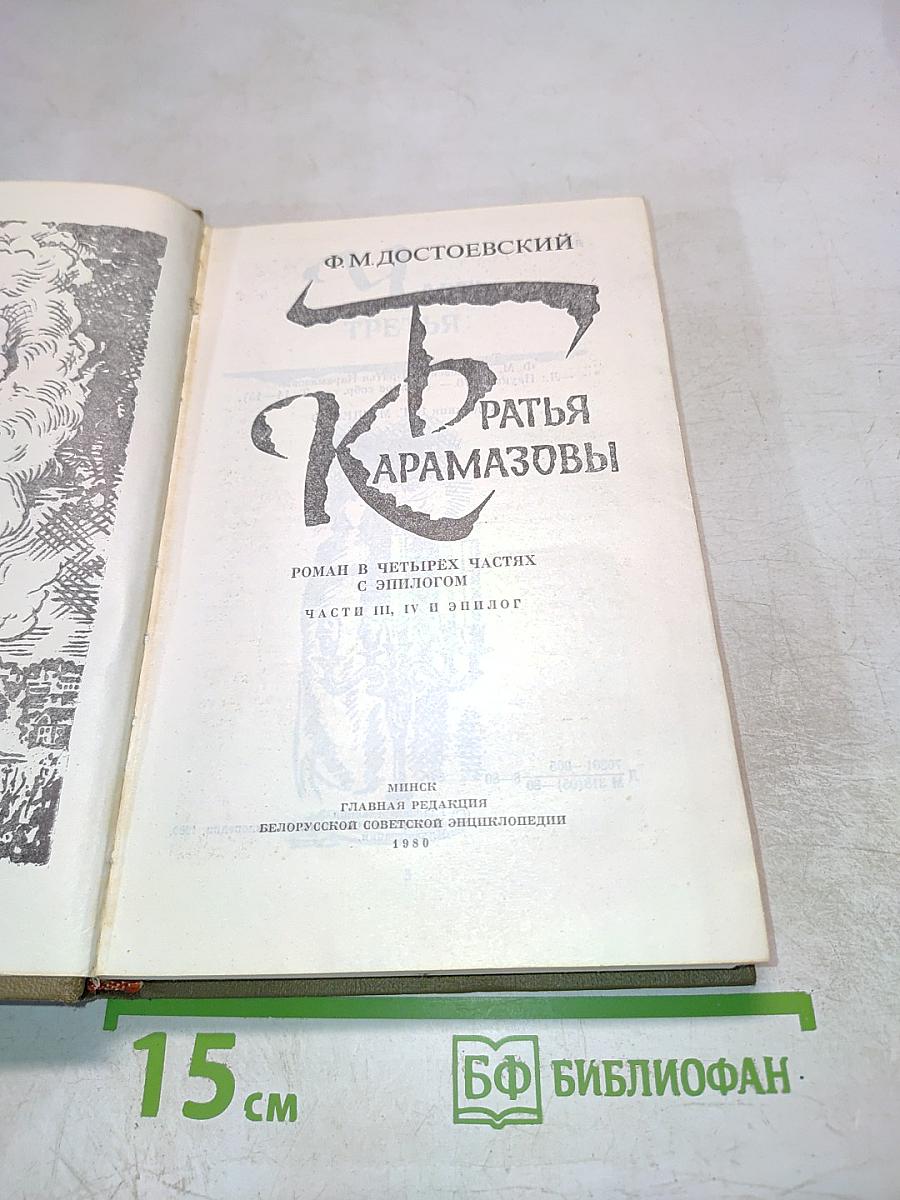 Ф. М. ДОСТОЕВСКИЙ
БРАТЬЯ
КАРАМАЗОВЫ
РОМАН В ЧЕТЫРЁХ ЧАСТЯХ
С ЭПИЛОГОМ
ЧАСТИ III, IV И ЭПИЛОГ
МИНСК
ГЛАВНАЯ РЕДАКЦИЯ
БЕЛОРУССКОЙ СОВЕТСКОЙ ЭНЦИКЛОПЕДИИ
1980
15 см
БФ БИБЛИОФАН